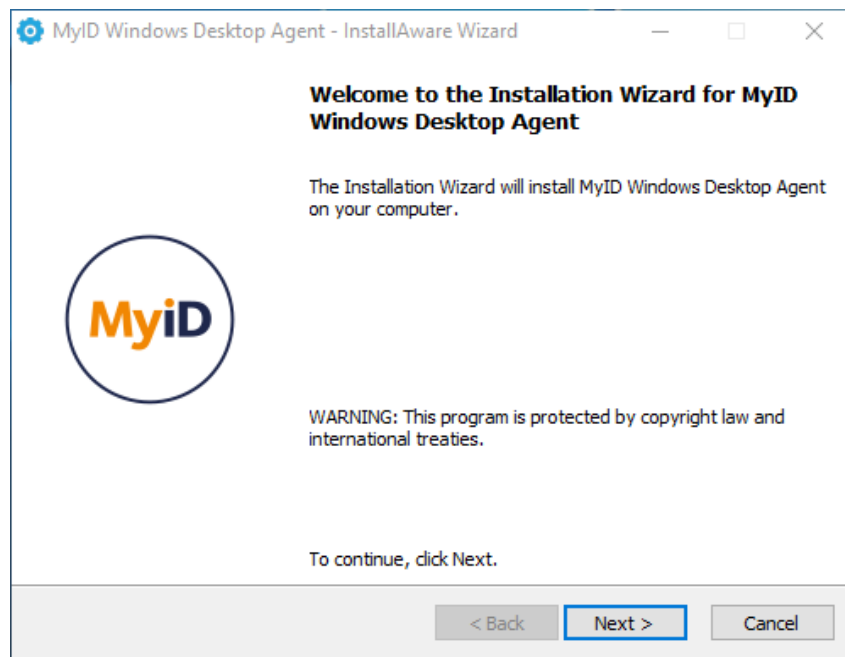 MyID Windows Desktop Agent - InstallAware Wizard
Welcome to the Installation Wizard for MyID
Windows Desktop Agent
The Installation Wizard will install MyID Windows Desktop Agent
on your computer.
MyiD
WARNING: This program is protected by copyright law and
international treaties.
To continue, click Next.
< Back
Next >
Cancel